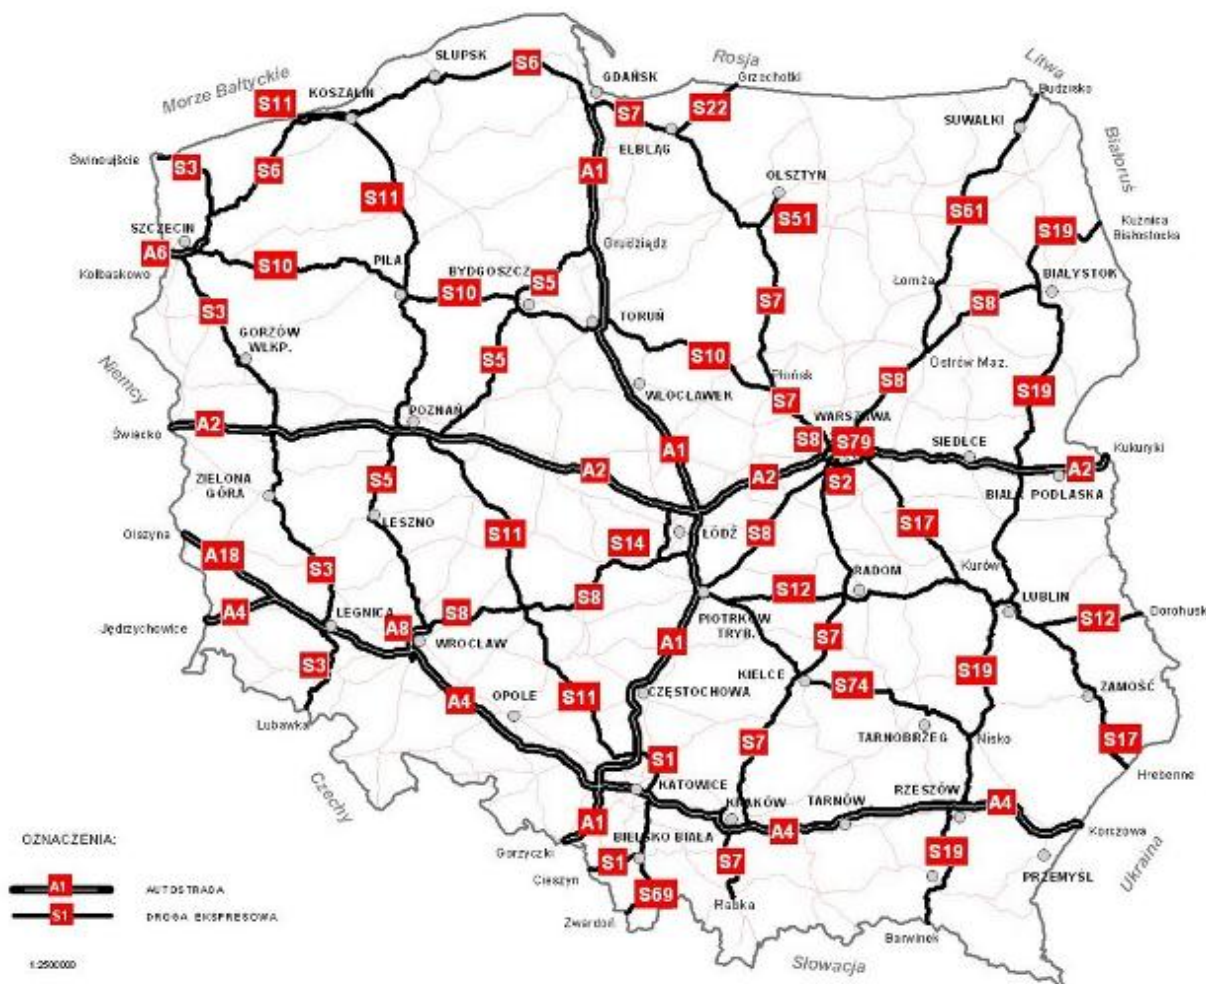 Morze Bałtyckie
Rosja
Litwa
Białoruś
Niemcy
Czechy
Słowacja
Ukraina
SŁUPSK
S6
GDAŃSK
Grzechotki
Budzisko
S11
KOSZALIN
S7
S22
SUWAŁKI
ELBLĄG
Świnoujście
S3
S6
S11
A1
OLSZTYN
S51
S61
S19
Kuźnica
Białostocka
SZCZECIN
A6
Kołbaskowo
S10
PIŁA
BYDGOSZCZ
S5
Grudziądz
Łomża
BIAŁYSTOK
S10
S7
S8
S3
TORUŃ
GORZÓW
WLKP.
S5
S10
Ostrów Maz.
WŁOCŁAWEK
Płońsk
S7
S8
S19
POZNAŃ
WARSZAWA
Świecko
A2
A1
S8
S79
SIEDLCE
Kukuryki
A2
A2
S2
A2
BIAŁA PODLASKA
ZIELONA
GÓRA
S5
LESZNO
S11
S14
ŁÓDŹ
S8
S17
Olszyna
A18
S3
S8
S12
RADOM
Kurów
LUBLIN
S12
Dorohusk
Jędrzychowice
A4
LEGNICA
A8
S8
WROCŁAW
PIOTRKÓW
TRYB.
A1
S7
S3
S19
KIELCE
S74
ZAMOŚĆ
OPOLE
A4
S11
CZĘSTOCHOWA
Lubawka
TARNOBRZEG
Nisko
S17
Hrebenne
S7
S1
KATOWICE
KRAKÓW
TARNÓW
RZESZÓW
A4
A1
A4
Korczowa
Gorzyczki
BIELSKO BIAŁA
S1
Cieszyn
S7
S19
PRZEMYŚL
S69
Zwardoń
Rabka
Barwinek
OZNACZENIA:
A1
AUTOSTRADA
S1
DROGA EKSPRESOWA
1:2500000